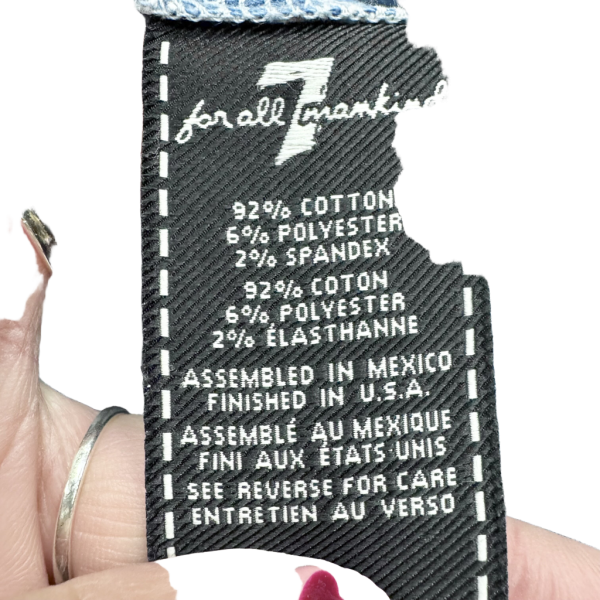 for all 7 mankind
92% COTTON
6% POLYESTER
2% SPANDEX
92% COTON
6% POLYESTER
2% ÉLASTHANNE
ASSEMBLED IN MEXICO
FINISHED IN U.S.A.
ASSEMBLÉ AU MEXIQUE
FINI AUX ÉTATS UNIS
SEE REVERSE FOR CARE
ENTRETIEN AU VERSO